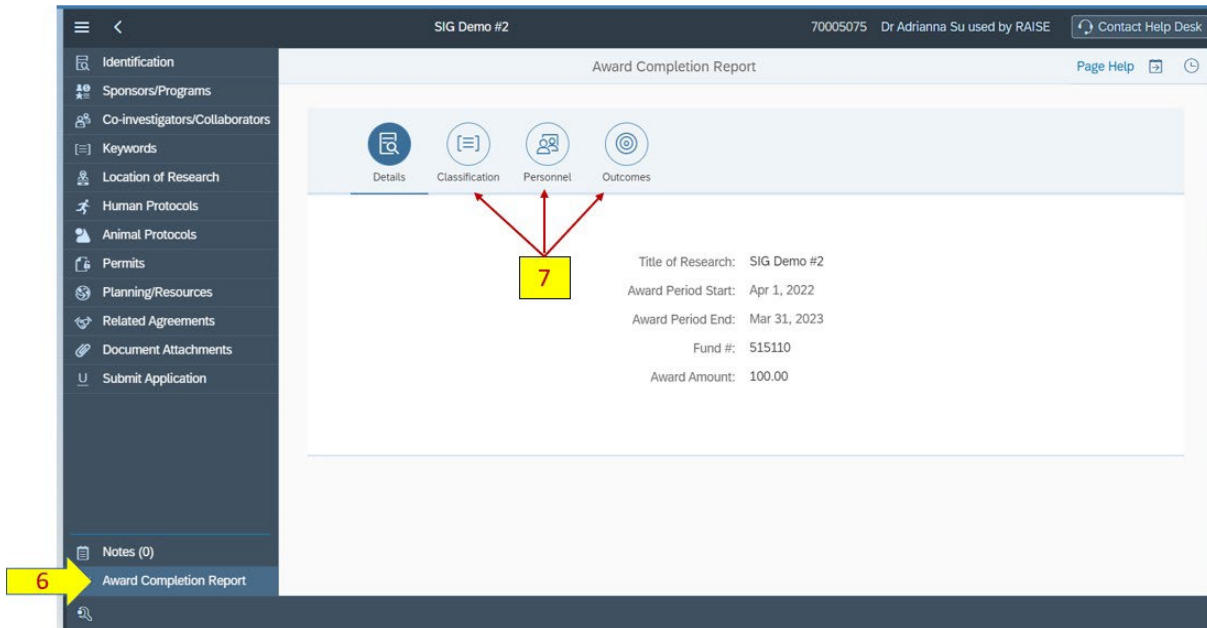 SIG Demo #2
70005075 Dr Adrianna Su used by RAISE
Contact Help Desk
Identification
Sponsors/Programs
Co-investigators/Collaborators
Keywords
Location of Research
Human Protocols
Animal Protocols
Permits
Planning/Resources
Related Agreements
Document Attachments
U Submit Application
Notes (0)
6
Award Completion Report
Award Completion Report
Page Help
Details
Classification
Personnel
Outcomes
7
Title of Research: SIG Demo #2
Award Period Start: Apr 1, 2022
Award Period End: Mar 31, 2023
Fund #: 515110
Award Amount: 100.00